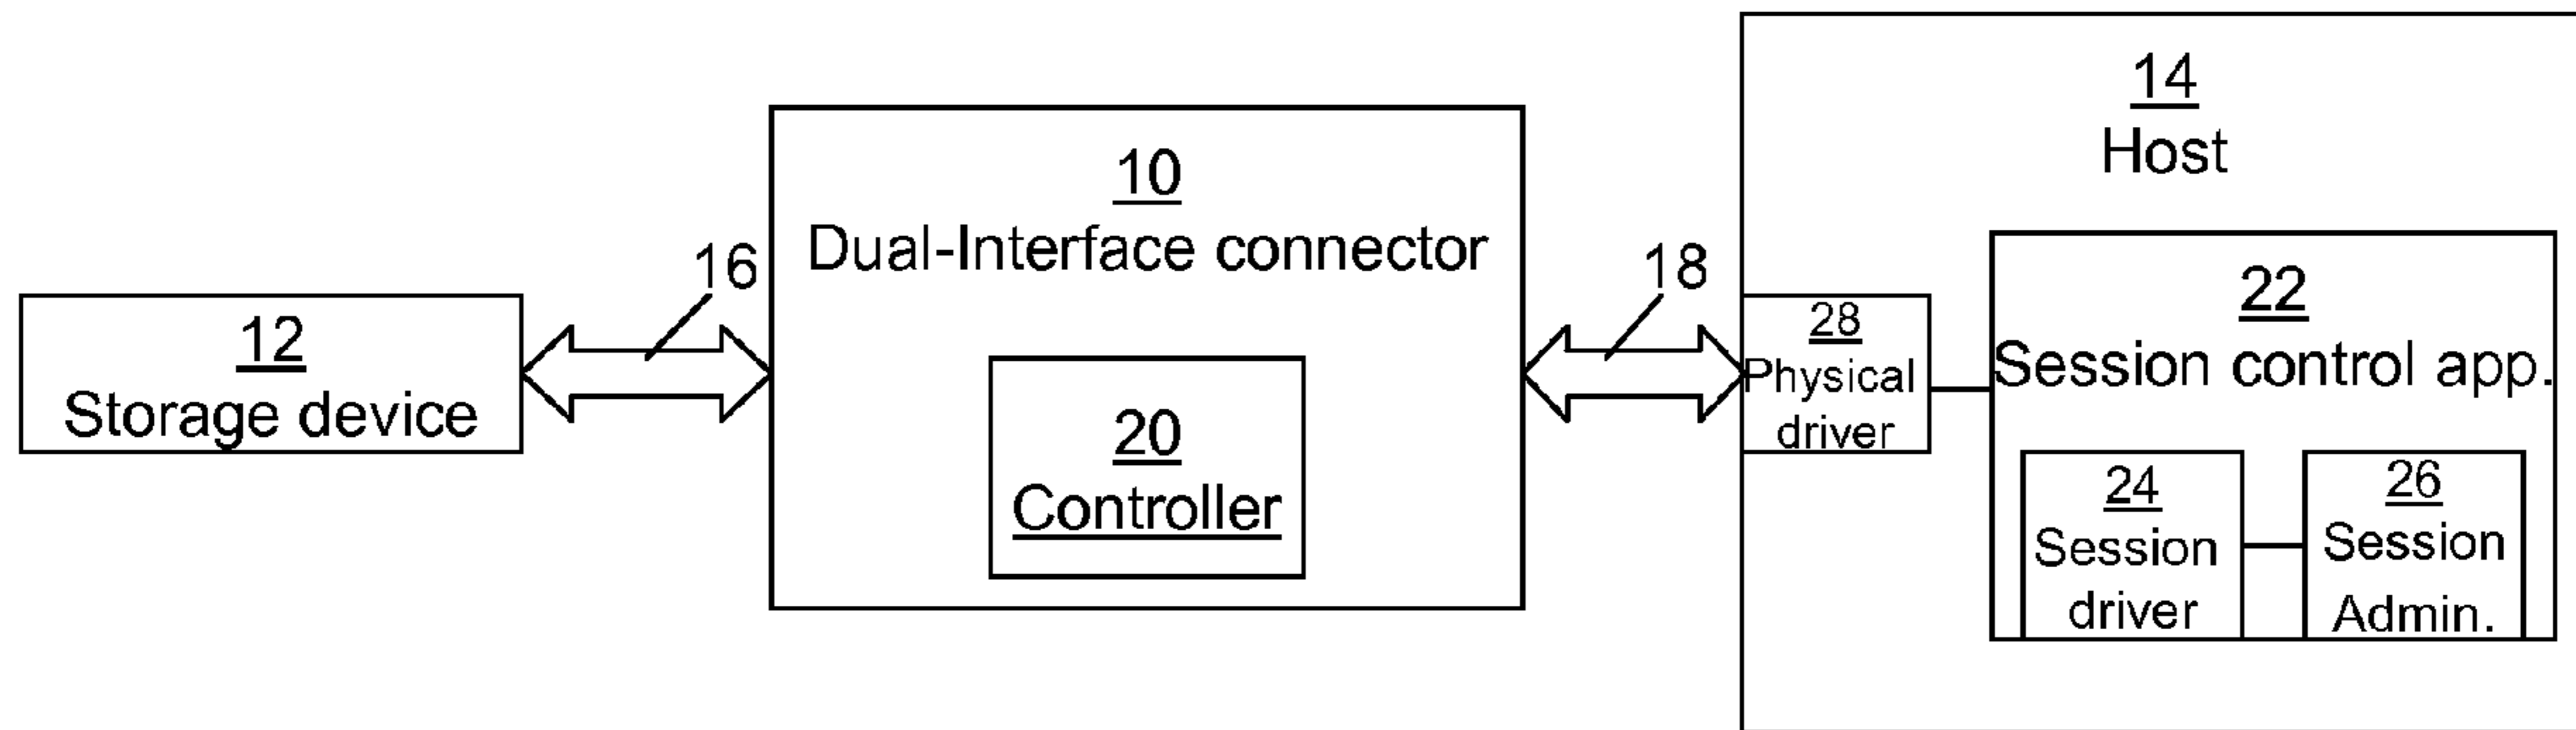 12
Storage device
16
10
Dual-Interface connector
20
Controller
18
14
Host
28
Physical
driver
22
Session control app.
24
Session
driver
26
Session
Admin.